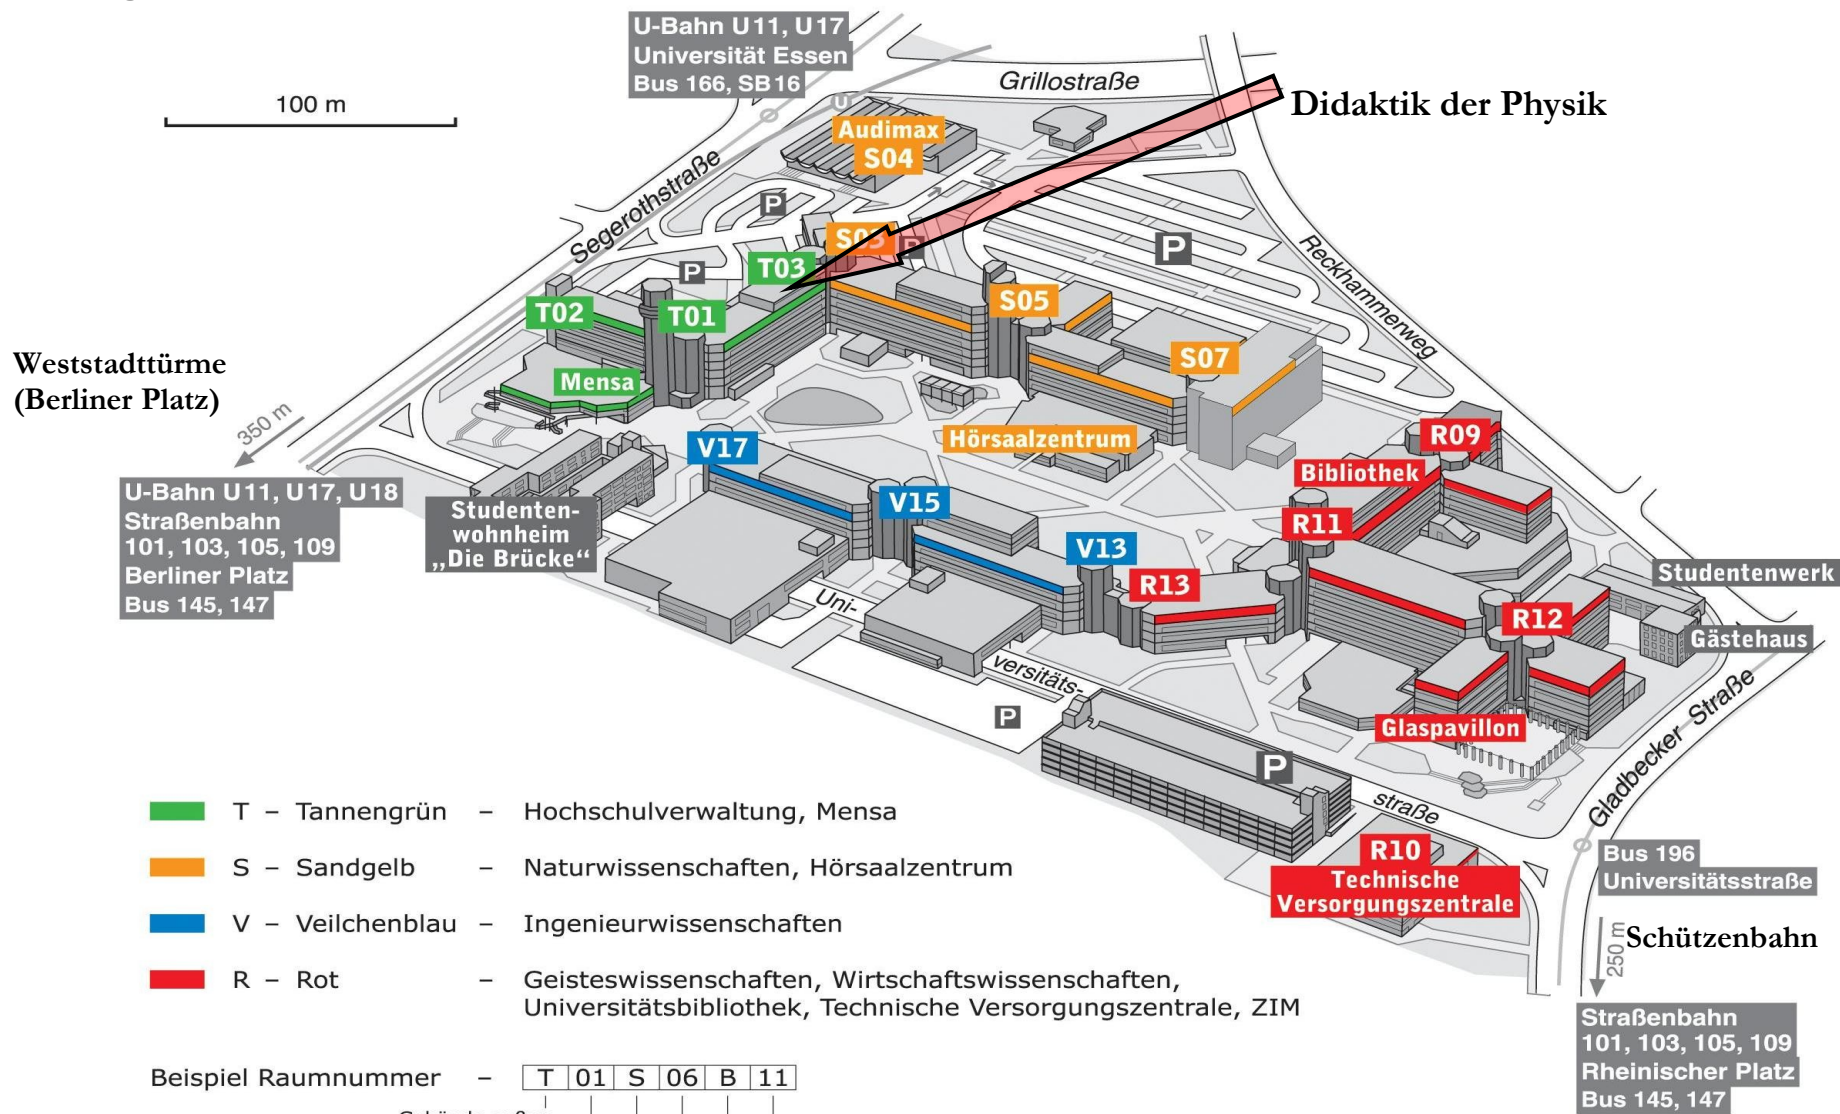 U-Bahn U11, U17
Universität Essen
Bus 166, SB16
100 m
Grillostraße
Didaktik der Physik
Audimax
S04
U
Segerothstraße
P
S03
P
P
T03
P
Reckhammerweg
S05
T02
T01
S07
Weststadttürme
(Berliner Platz)
Mensa
350 m
V17
Hörsaalzentrum
R09
Bibliothek
U-Bahn U11, U17, U18
Straßenbahn
101, 103, 105, 109
Berliner Platz
Bus 145, 147
Studenten-
wohnheim
„Die Brücke“
V15
R11
V13
R13
Studentenwerk
Uni-
R12
Gästehaus
versitäts-
P
Glaspavillon
Gladbecker Straße
P
straße
T – Tannengrün – Hochschulverwaltung, Mensa
S – Sandgelb – Naturwissenschaften, Hörsaalzentrum
V – Veilchenblau – Ingenieurwissenschaften
R – Rot – Geisteswissenschaften, Wirtschaftswissenschaften,
Universitätsbibliothek, Technische Versorgungszentrale, ZIM
R10
Technische
Versorgungszentrale
Bus 196
Universitätsstraße
250 m
Schützenbahn
Straßenbahn
101, 103, 105, 109
Rheinischer Platz
Bus 145, 147
Beispiel Raumnummer – T 01 S 06 B 11